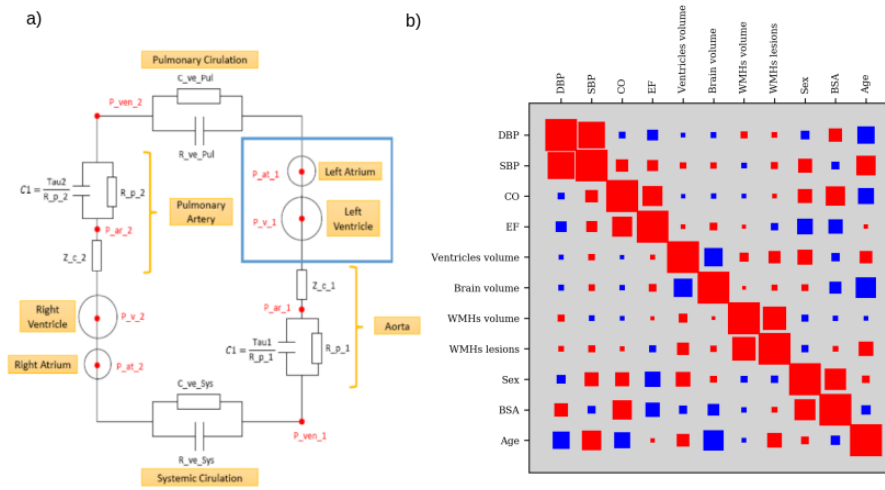 a)
Pulmonary Cirulation
C_ve_Pul
P_ven_2
R_ve_Pul
C1 = Tau2
R_p_2
R_p_2
P_ar_2
Pulmonary
Artery
Z_c_2
P_at_1
Left Atrium
P_v_1
Left
Ventricle
Z_c_1
P_ar_1
Aorta
C1 = Tau1
R_p_1
R_p_1
Right
Ventricle
P_v_2
Right Atrium
P_at_2
C_ve_Sys
R_ve_Sys
P_ven_1
Systemic Cirulation
b)
DBP
SBP
CO
EF
Ventricles volume
Brain volume
WMHs volume
WMHs lesions
Sex
BSA
Age
DBP
SBP
CO
EF
Ventricles volume
Brain volume
WMHs volume
WMHs lesions
Sex
BSA
Age